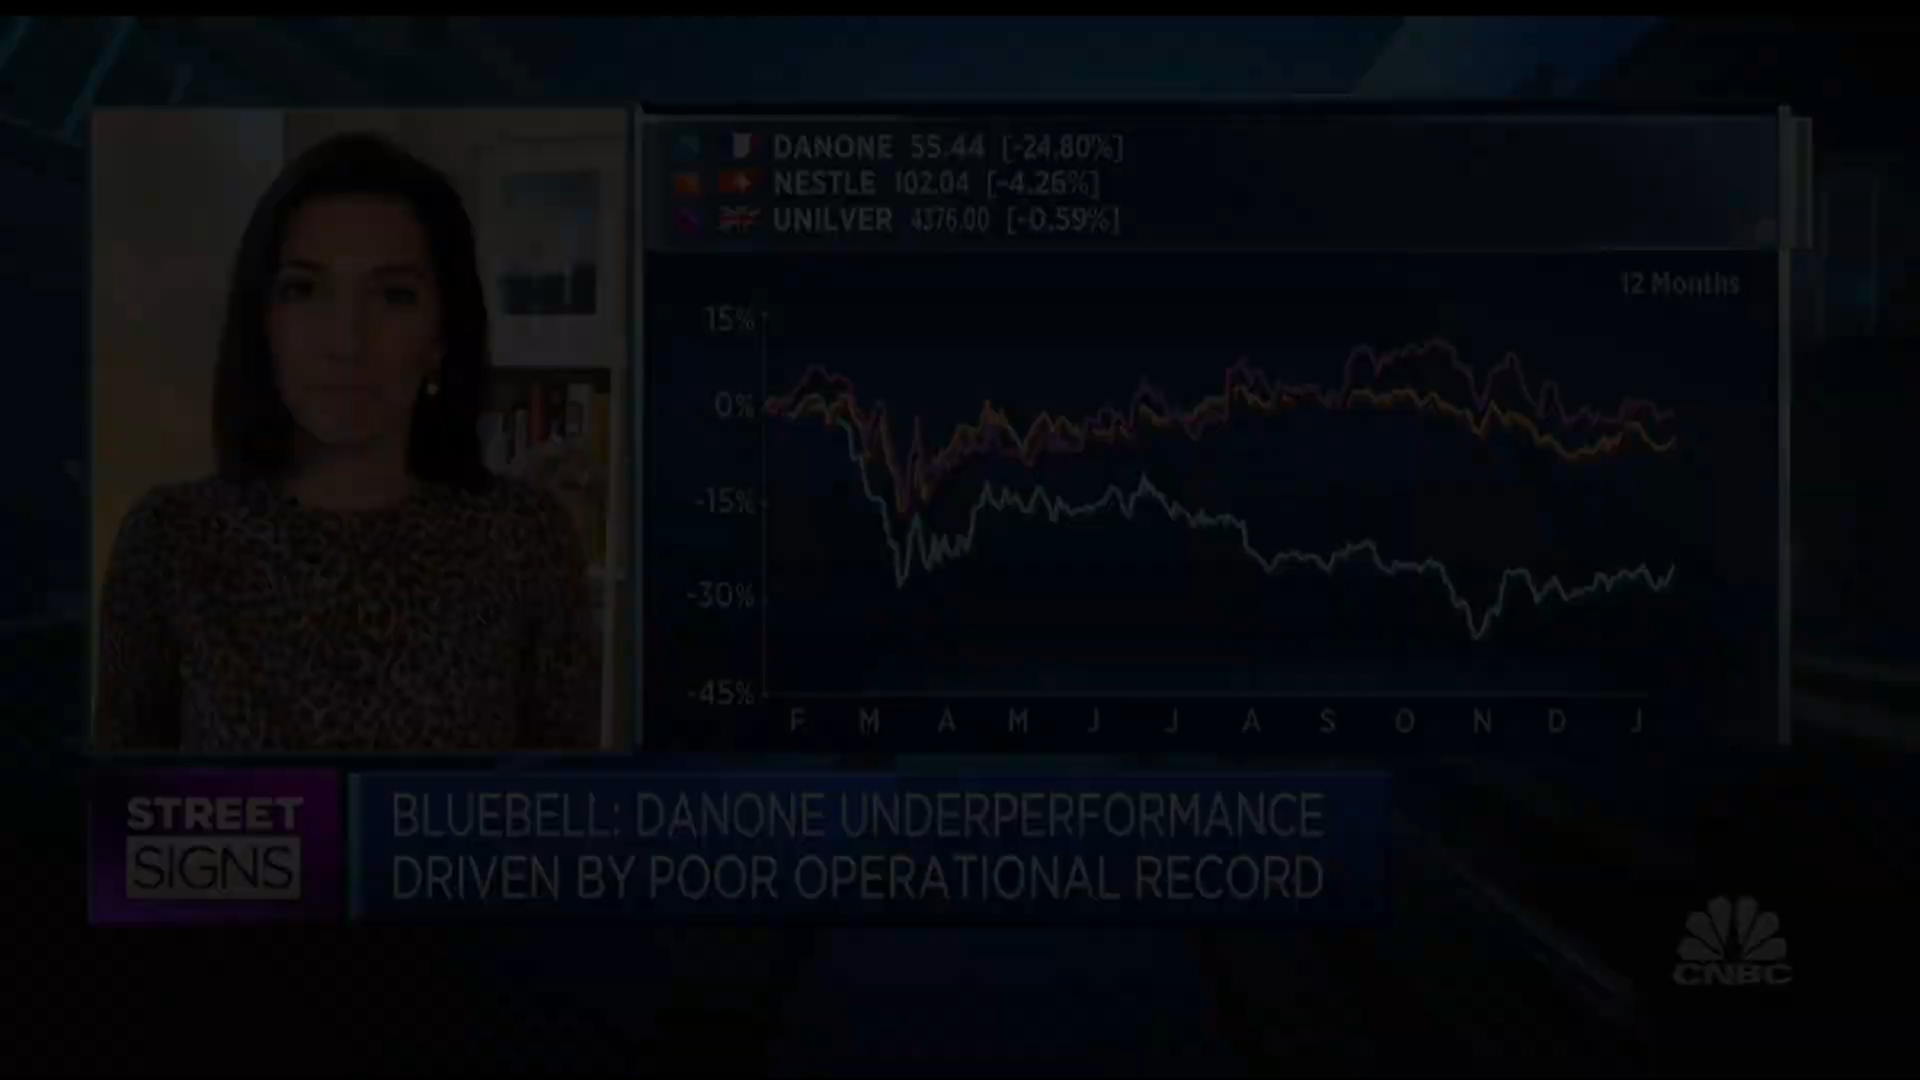 DANONE 55.44 [-24.80%]
NESTLE 102.04 [-4.26%]
UNILVER 4376.00 [-0.59%]
12 Months
15%
0%
-15%
-30%
-45%
F M A M J J A S O N D J
STREET
SIGNS
BLUEBELL: DANONE UNDERPERFORMANCE
DRIVEN BY POOR OPERATIONAL RECORD
CNBC